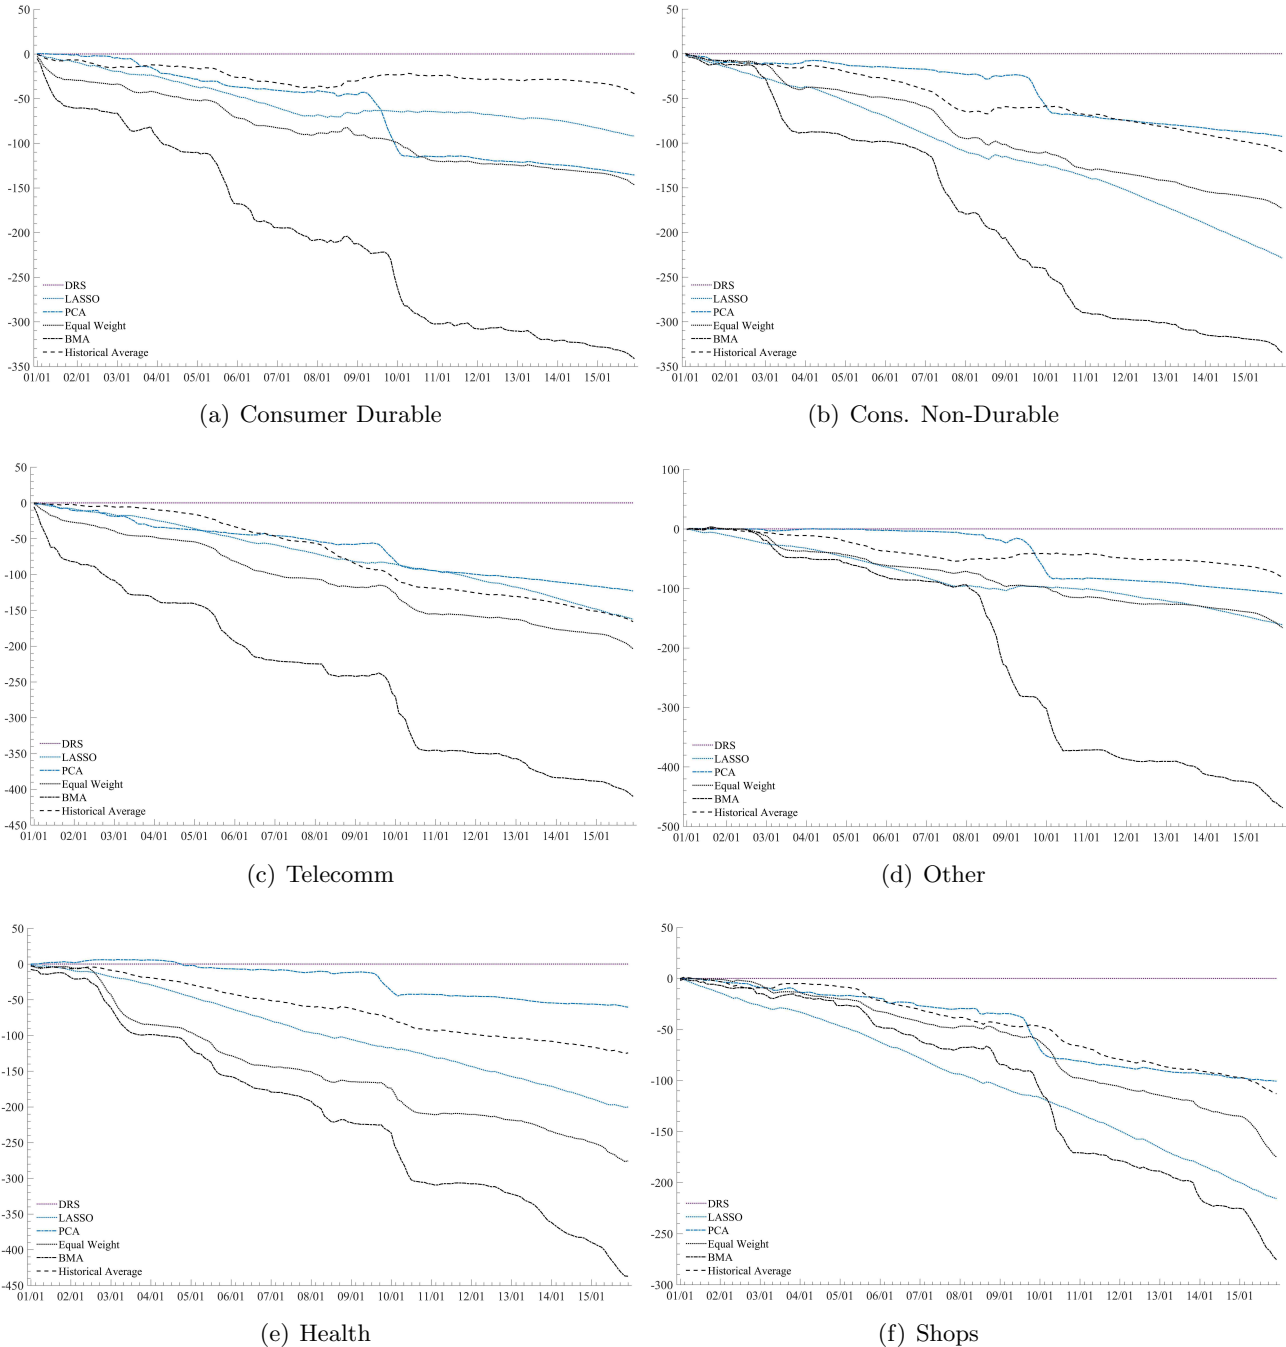 50
0
-50
-100
-150
-200
-250
-300
-350
DRS
LASSO
PCA
Equal Weight
BMA
Historical Average
01/01 02/01 03/01 04/01 05/01 06/01 07/01 08/01 09/01 10/01 11/01 12/01 13/01 14/01 15/01
(a) Consumer Durable
50
0
-50
-100
-150
-200
-250
-300
-350
DRS
LASSO
PCA
Equal Weight
BMA
Historical Average
01/01 02/01 03/01 04/01 05/01 06/01 07/01 08/01 09/01 10/01 11/01 12/01 13/01 14/01 15/01
(b) Cons. Non-Durable
50
0
-50
-100
-150
-200
-250
-300
-350
-400
-450
DRS
LASSO
PCA
Equal Weight
BMA
Historical Average
01/01 02/01 03/01 04/01 05/01 06/01 07/01 08/01 09/01 10/01 11/01 12/01 13/01 14/01 15/01
(c) Telecomm
100
0
-100
-200
-300
-400
-500
DRS
LASSO
PCA
Equal Weight
BMA
Historical Average
01/01 02/01 03/01 04/01 05/01 06/01 07/01 08/01 09/01 10/01 11/01 12/01 13/01 14/01 15/01
(d) Other
50
0
-50
-100
-150
-200
-250
-300
-350
-400
-450
DRS
LASSO
PCA
Equal Weight
BMA
Historical Average
01/01 02/01 03/01 04/01 05/01 06/01 07/01 08/01 09/01 10/01 11/01 12/01 13/01 14/01 15/01
(e) Health
50
0
-50
-100
-150
-200
-250
-300
DRS
LASSO
PCA
Equal Weight
BMA
Historical Average
01/01 02/01 03/01 04/01 05/01 06/01 07/01 08/01 09/01 10/01 11/01 12/01 13/01 14/01 15/01
(f) Shops